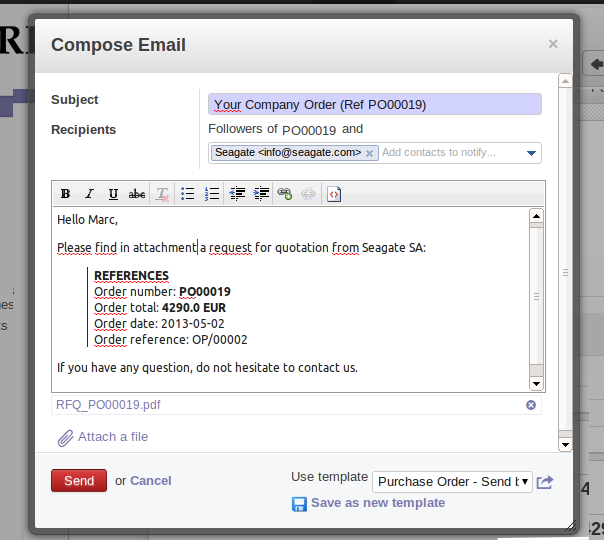 Compose Email
×
Subject
Your Company Order (Ref PO00019)
Recipients
Followers of PO00019 and
Seagate <info@seagate.com> × Add contacts to notify...
B I U abc Tx
Hello Marc,
Please find in attachment a request for quotation from Seagate SA:
REFERENCES
Order number: PO00019
Order total: 4290.0 EUR
Order date: 2013-05-02
Order reference: OP/00002
If you have any question, do not hesitate to contact us.
RFQ_PO00019.pdf
Attach a file
Send or Cancel
Use template Purchase Order - Send b
Save as new template